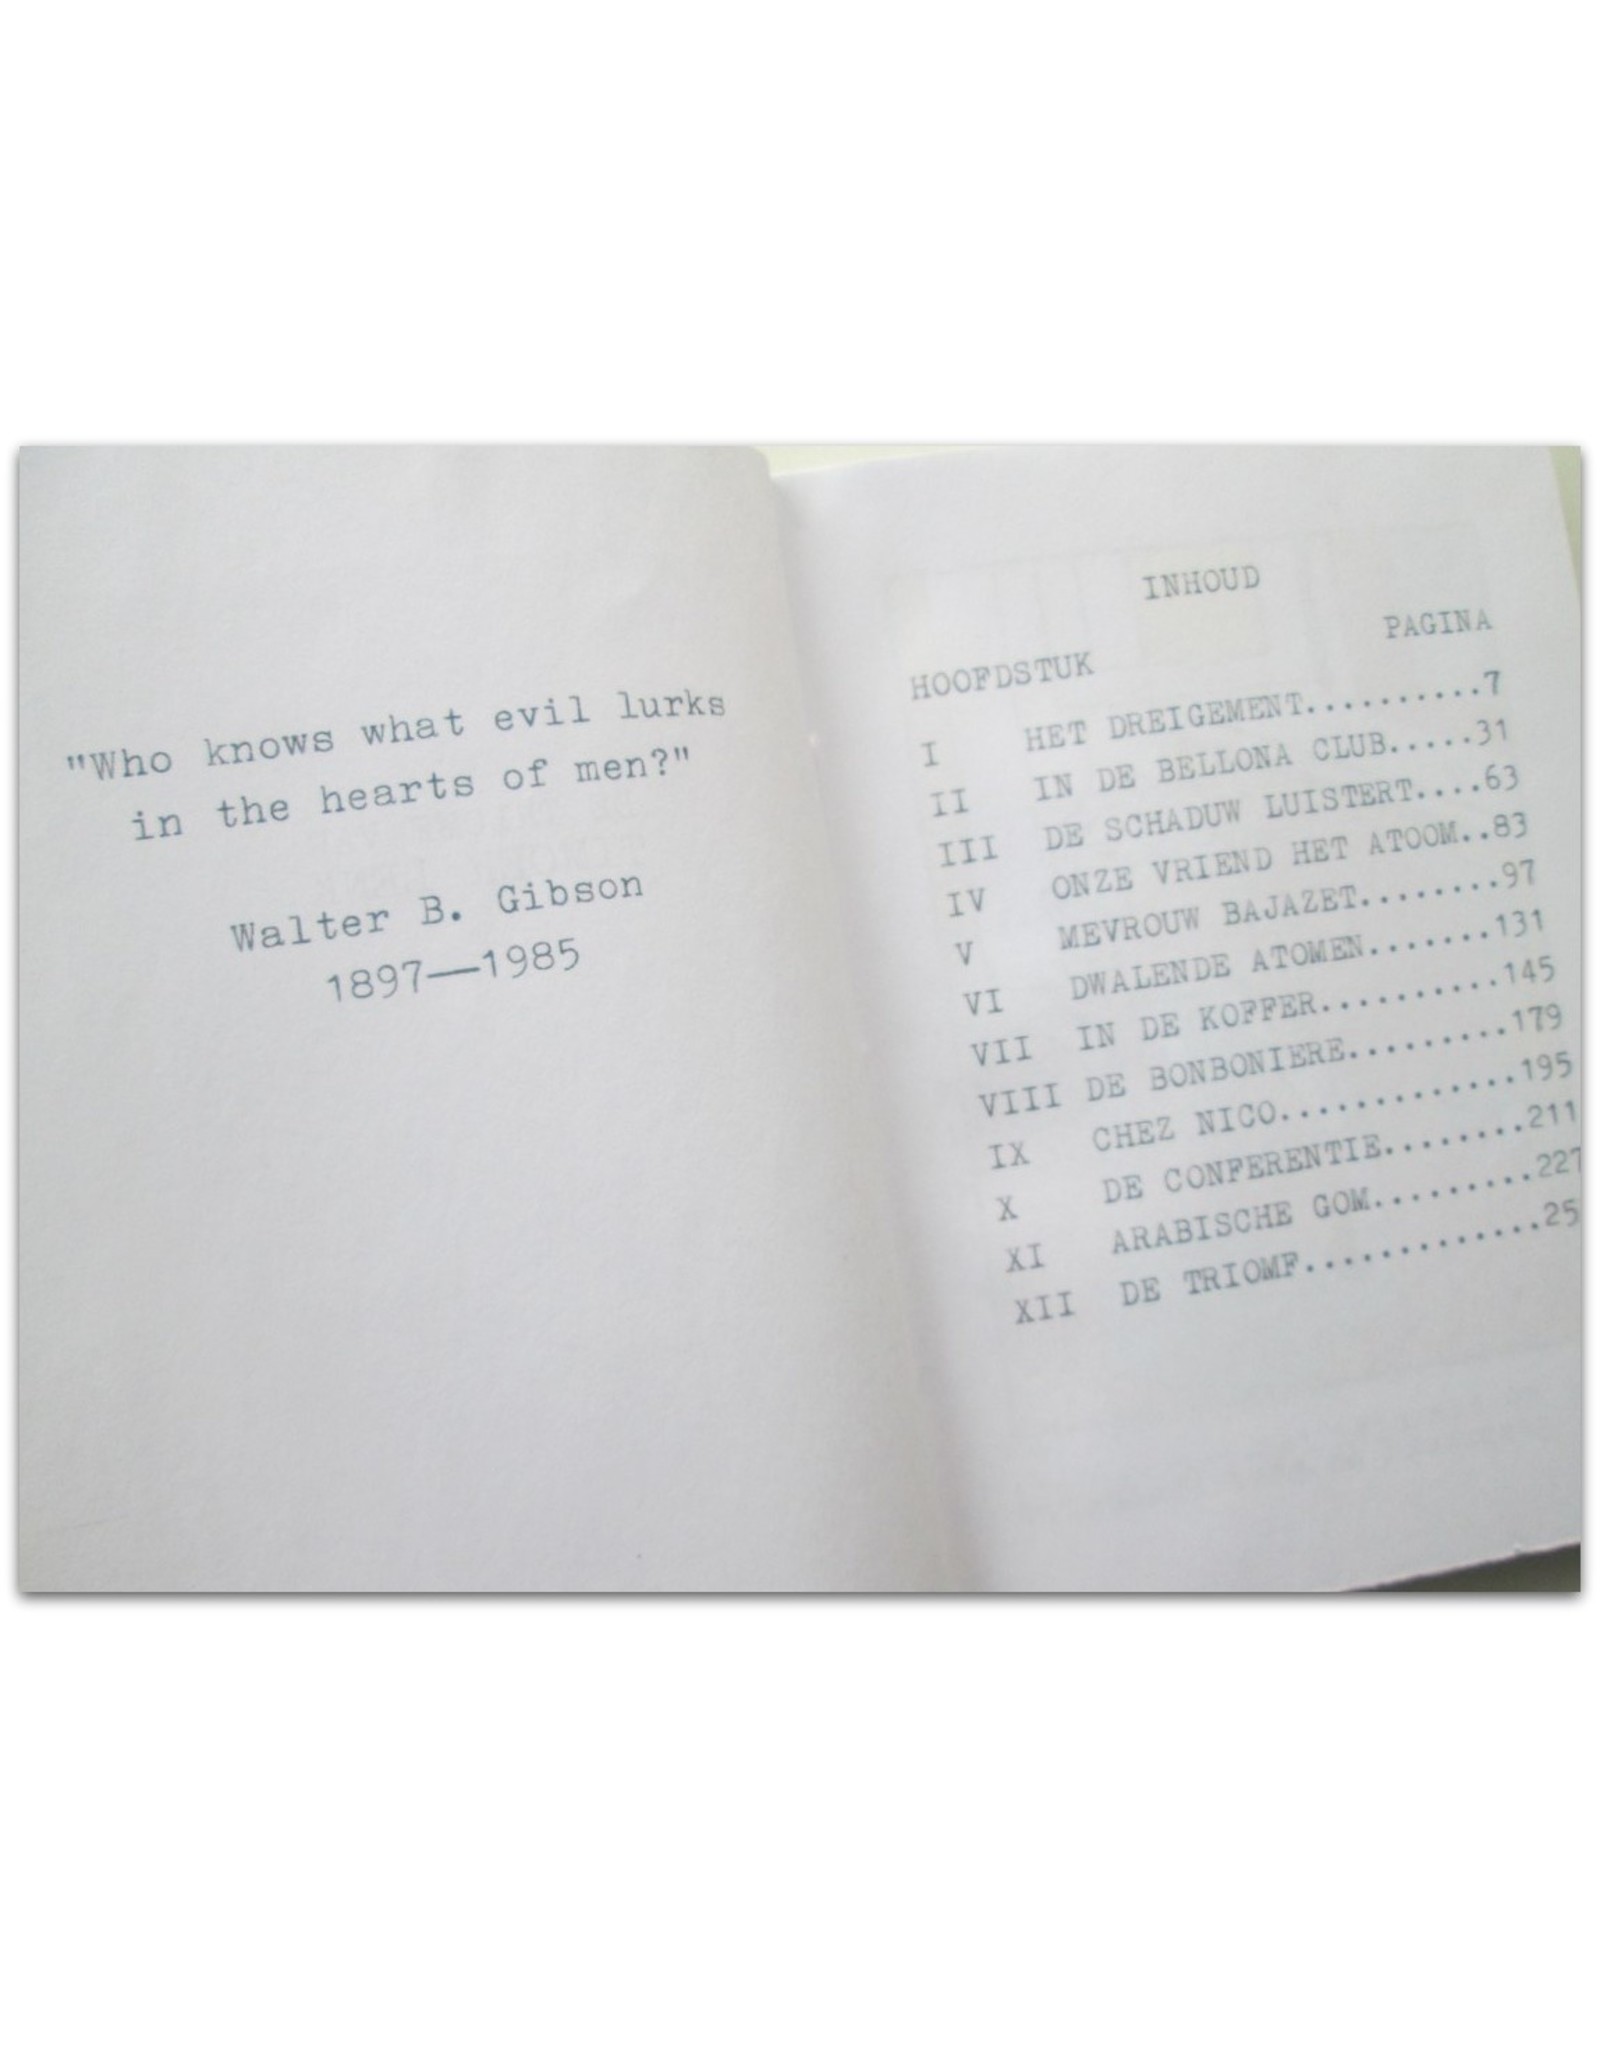 "Who knows what evil lurks
in the hearts of men?"
Walter B. Gibson
1897—1985
INHOUD
HOOFDSTUK PAGINA
I HET DREIGEMENT..........7
II IN DE BELLONA CLUB.....31
III DE SCHADUW LUISTERT....63
IV ONZE VRIEND HET ATOOM..83
V MEVROUW BAJAZET........97
VI DWALENDE ATOMEN.......131
VII IN DE KOFFER..........145
VIII DE BONBONIERE.........179
IX CHEZ NICO.............195
X DE CONFERENTIE........211
XI ARABISCHE GOM.........227
XII DE TRIOMF.............25